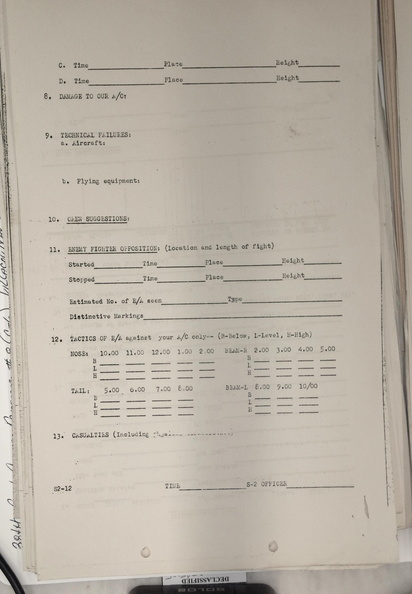 C. Time Place Height
D. Time Place Height
8. DAMAGE TO OUR A/C:
9. TECHNICAL FAILURES:
a. Aircraft:
b. Flying equipment:
10. CREW SUGGESTIONS:
11. ENEMY FIGHTER OPPOSITION: (Location and length of fight)
Started Time Place Height
Stopped Time Place Height
Estimated No. of E/A seen Type
Distinctive Markings
12. TACTICS OF E/A against your A/C only-- (B-Below, L-Level, H-High)
NOSE: 10.00 11.00 12.00 1.00 2.00 BEAM-R 2.00 3.00 4.00 5.00
B B
L L
H H
TAIL: 5.00 6.00 7.00 8.00 BEAM-L 8.00 9.00 10/00
B B
L L
H H
13. CASUALTIES (Including
S2-12 TIME S-2 OFFICER
DECLASSIFIED